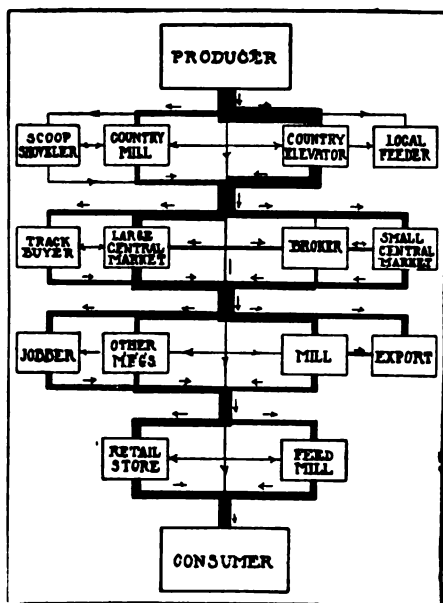 PRODUCER
SCOOP
SHOVELER
COUNTRY
MILL
COUNTRY
ELEVATOR
LOCAL
FEEDER
TRACK
BUYER
LARGE
CENTRAL
MARKET
BROKER
SMALL
CENTRAL
MARKET
JOBBER
OTHER
MFGS
MILL
EXPORT
RETAIL
STORE
FEED
MILL
CONSUMER